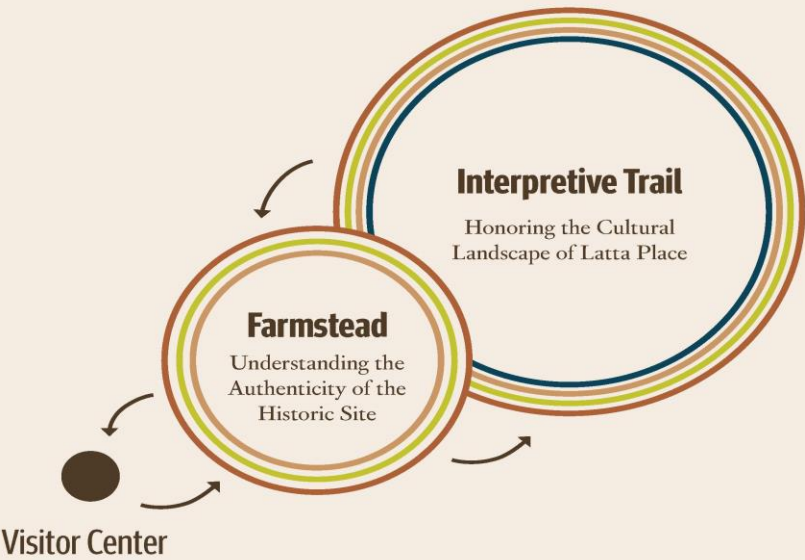 Interpretive Trail
Honoring the Cultural
Landscape of Latta Place
Farmstead
Understanding the
Authenticity of the
Historic Site
Visitor Center